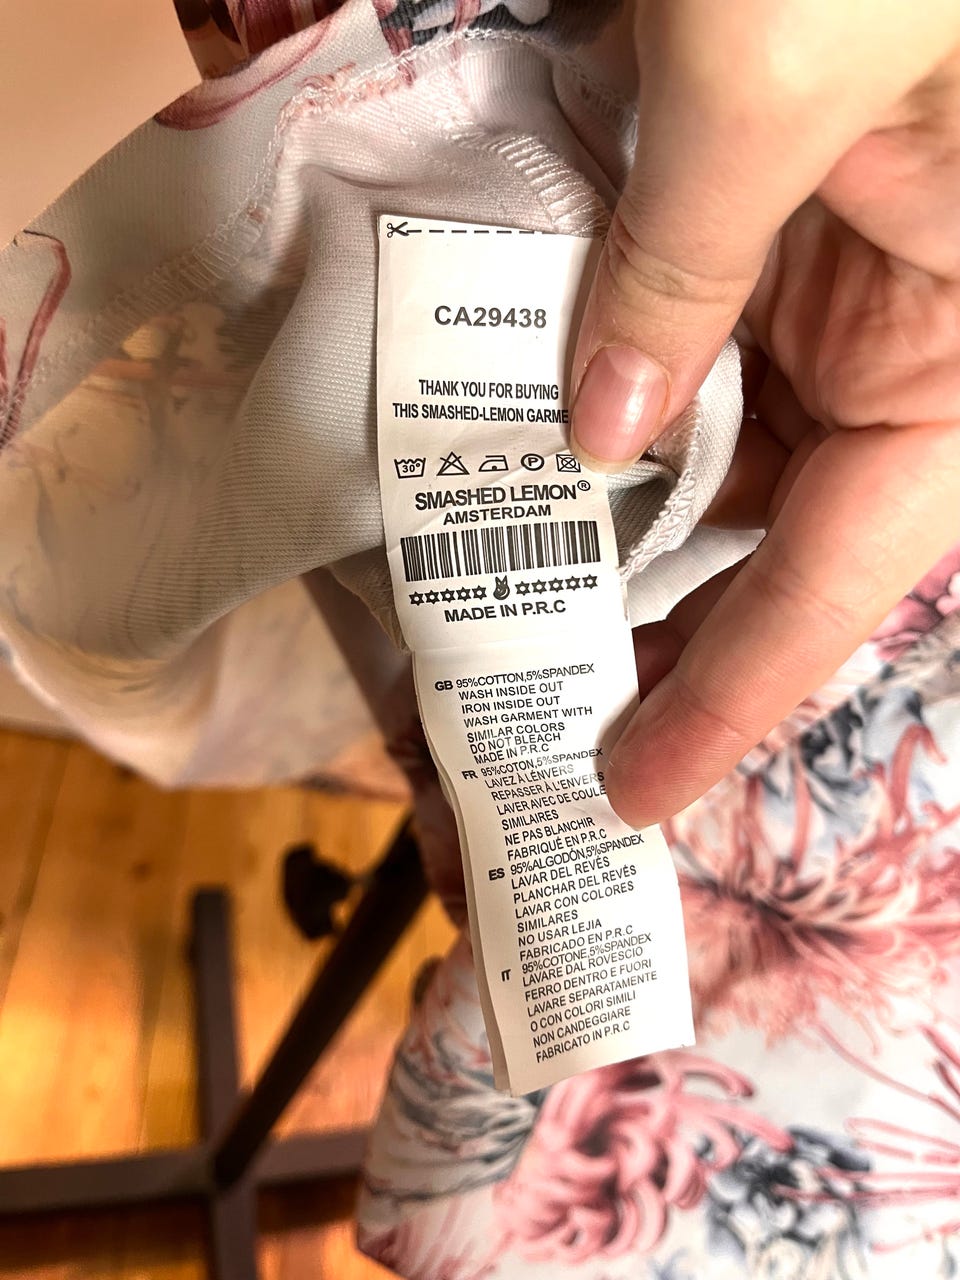 CA29438
THANK YOU FOR BUYING
THIS SMASHED-LEMON GARME
30°
P
SMASHED LEMON®
AMSTERDAM
MADE IN P.R.C
GB 95%COTTON,5%SPANDEX
WASH INSIDE OUT
IRON INSIDE OUT
WASH GARMENT WITH
SIMILAR COLORS
DO NOT BLEACH
MADE IN P.R.C
FR 95%COTON,5%SPANDEX
LAVEZ À LÉNVERS
REPASSER À L'ENVERS
LAVER AVEC DE COULE
SIMILAIRES
NE PAS BLANCHIR
FABRIQUÉ EN P.R.C
ES 95%ALGODÓN,5%SPANDEX
LAVAR DEL REVÉS
PLANCHAR DEL REVÉS
LAVAR CON COLORES
SIMILARES
NO USAR LEJIA
FABRICADO EN P.R.C
IT 95%COTONE,5%SPANDEX
LAVARE DAL ROVESCIO
FERRO DENTRO E FUORI
LAVARE SEPARATAMENTE
O CON COLORI SIMILI
NON CANDEGGIARE
FABRICATO IN P.R.C